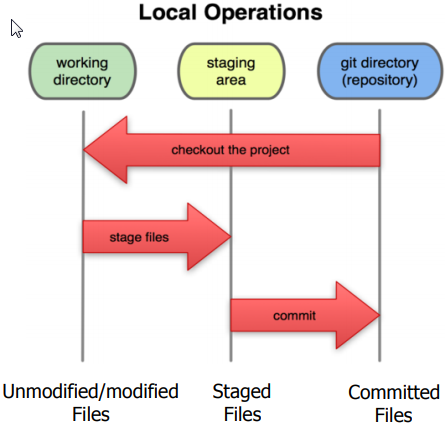 Local Operations
working
directory
staging
area
git directory
(repository)
checkout the project
stage files
commit
Unmodified/modified
Files
Staged
Files
Committed
Files